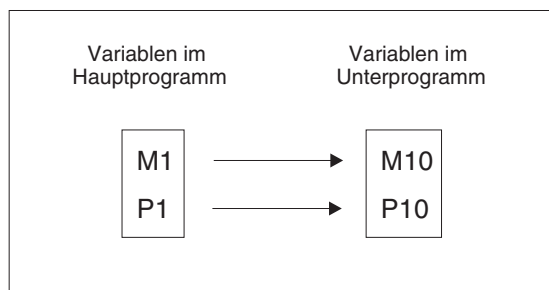 Variablen im
Hauptprogramm
Variablen im
Unterprogramm
M1
M10
P1
P10